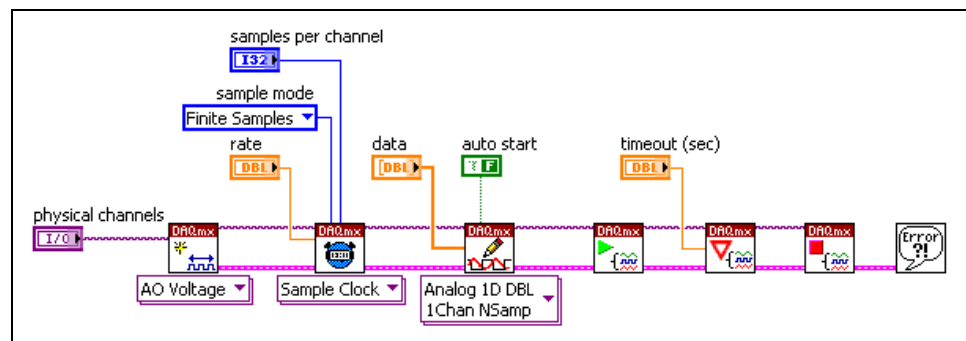 samples per channel
I32
sample mode
Finite Samples
rate
DBL
data
[DBL]
auto start
F
timeout (sec)
DBL
physical channels
I/O
DAQmx
DAQmx
DAQmx
DAQmx
DAQmx
DAQmx
Error
?!
AO Voltage
Sample Clock
Analog 1D DBL
1Chan NSamp